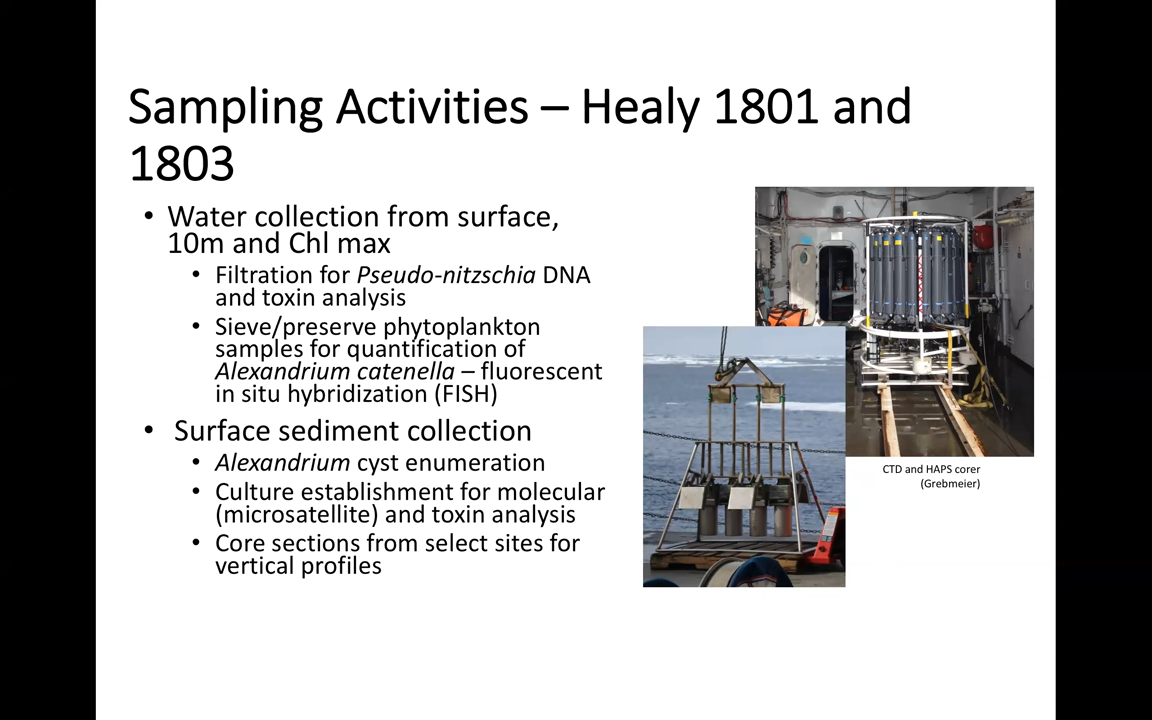 Sampling Activities – Healy 1801 and
1803
• Water collection from surface,
10m and Chl max
• Filtration for Pseudo-nitzschia DNA
and toxin analysis
• Sieve/preserve phytoplankton
samples for quantification of
Alexandrium catenella – fluorescent
in situ hybridization (FISH)
• Surface sediment collection
• Alexandrium cyst enumeration
• Culture establishment for molecular
(microsatellite) and toxin analysis
• Core sections from select sites for
vertical profiles
CTD and HAPS corer
(Grebmeier)